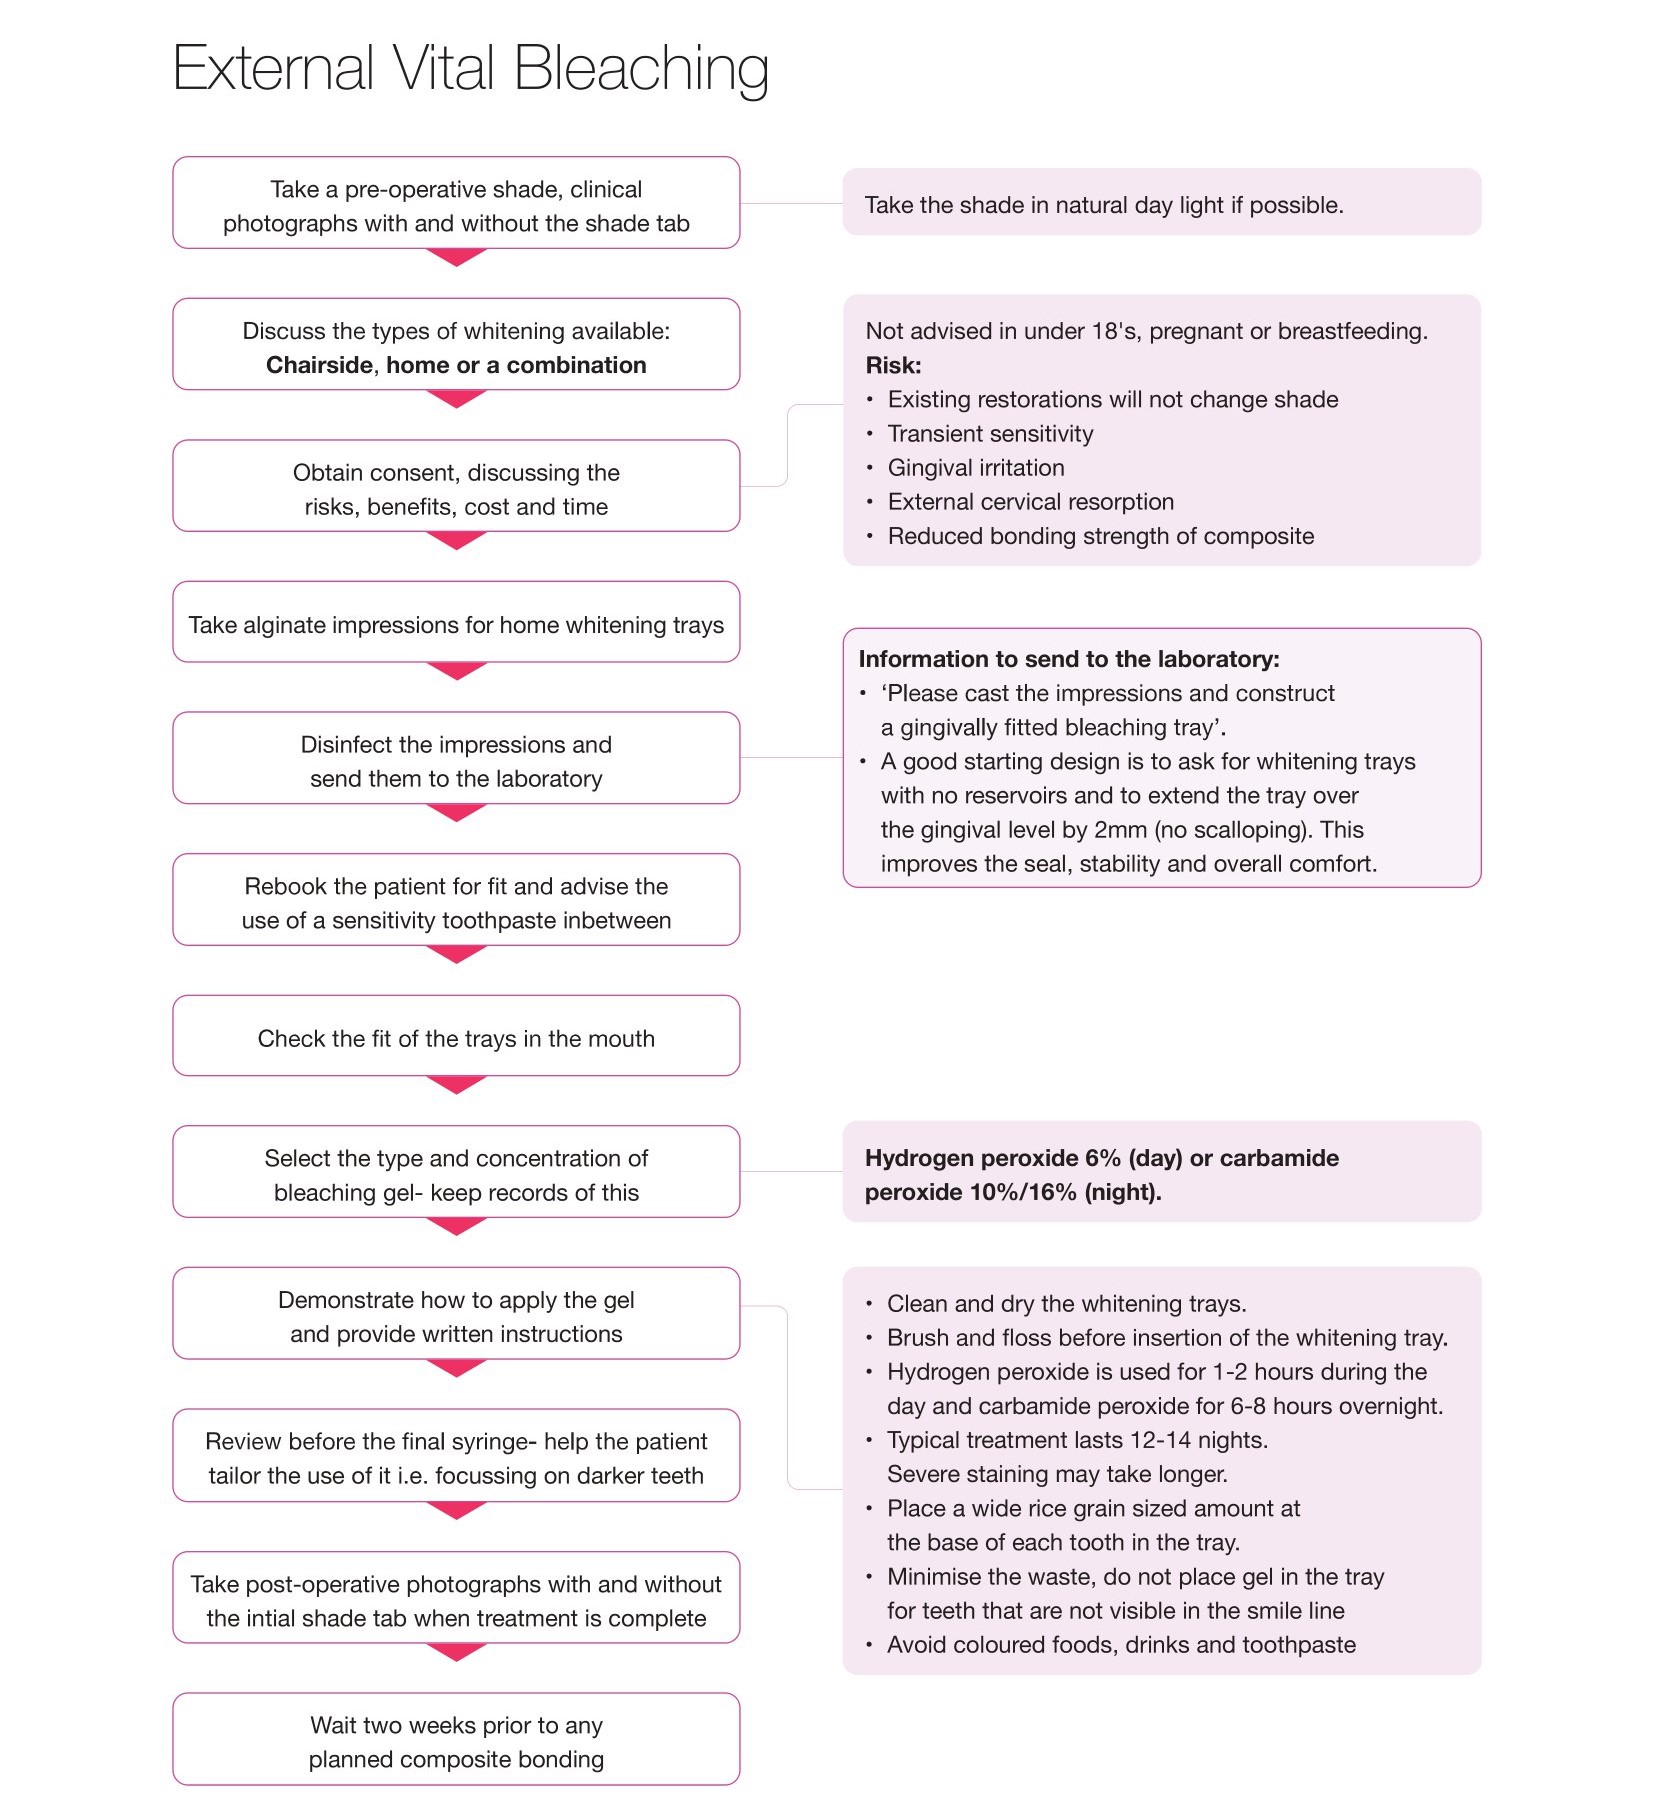 External Vital Bleaching
Take a pre-operative shade, clinical
photographs with and without the shade tab
Take the shade in natural day light if possible.
Discuss the types of whitening available:
Chairside, home or a combination
Obtain consent, discussing the
risks, benefits, cost and time
Not advised in under 18's, pregnant or breastfeeding.
Risk:
• Existing restorations will not change shade
• Transient sensitivity
• Gingival irritation
• External cervical resorption
• Reduced bonding strength of composite
Take alginate impressions for home whitening trays
Disinfect the impressions and
send them to the laboratory
Information to send to the laboratory:
• ‘Please cast the impressions and construct
a gingivally fitted bleaching tray’.
• A good starting design is to ask for whitening trays
with no reservoirs and to extend the tray over
the gingival level by 2mm (no scalloping). This
improves the seal, stability and overall comfort.
Rebook the patient for fit and advise the
use of a sensitivity toothpaste inbetween
Check the fit of the trays in the mouth
Select the type and concentration of
bleaching gel- keep records of this
Hydrogen peroxide 6% (day) or carbamide
peroxide 10%/16% (night).
Demonstrate how to apply the gel
and provide written instructions
• Clean and dry the whitening trays.
• Brush and floss before insertion of the whitening tray.
• Hydrogen peroxide is used for 1-2 hours during the
day and carbamide peroxide for 6-8 hours overnight.
• Typical treatment lasts 12-14 nights.
Severe staining may take longer.
• Place a wide rice grain sized amount at
the base of each tooth in the tray.
• Minimise the waste, do not place gel in the tray
for teeth that are not visible in the smile line
• Avoid coloured foods, drinks and toothpaste
Review before the final syringe- help the patient
tailor the use of it i.e. focussing on darker teeth
Take post-operative photographs with and without
the intial shade tab when treatment is complete
Wait two weeks prior to any
planned composite bonding